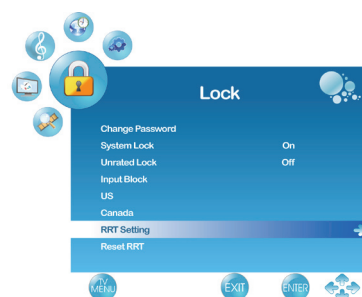 Lock
Change Password
System Lock On
Unrated Lock Off
Input Block
US
Canada
RRT Setting
Reset RRT
TV MENU EXIT ENTER